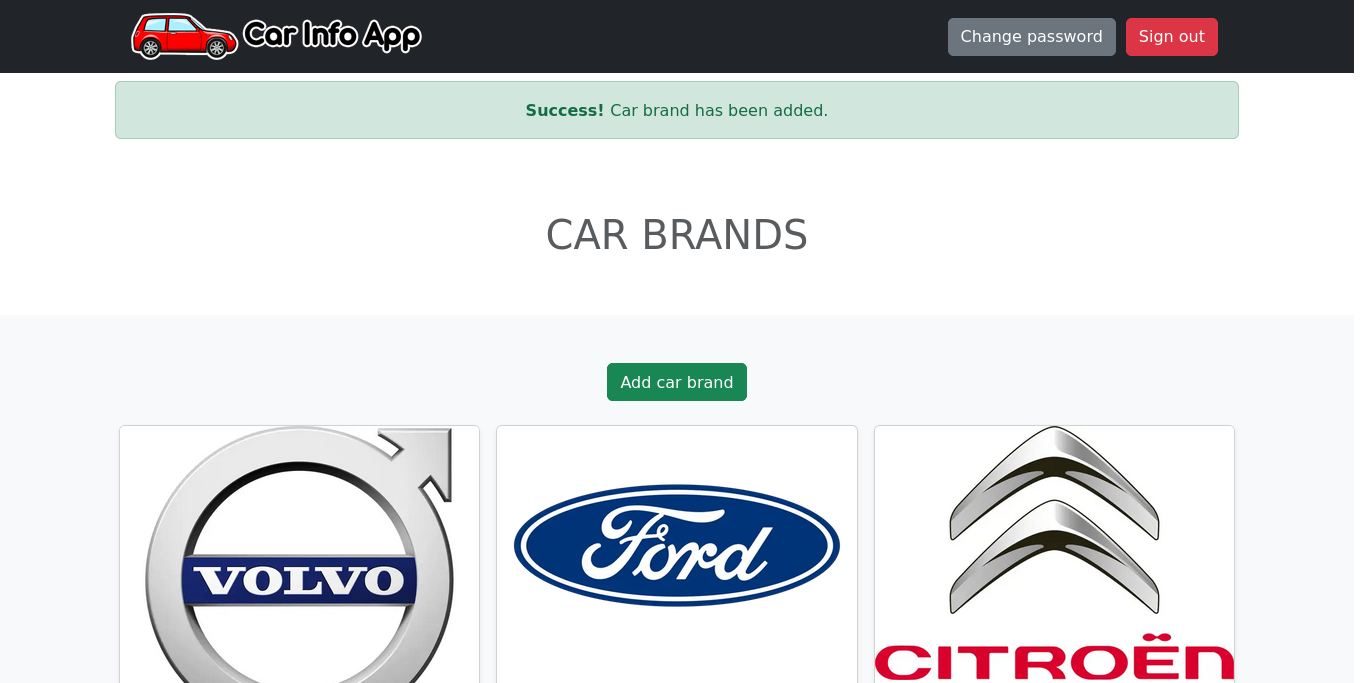 Car Info App
Change password
Sign out
Success! Car brand has been added.
CAR BRANDS
Add car brand
VOLVO
Ford
CITROËN